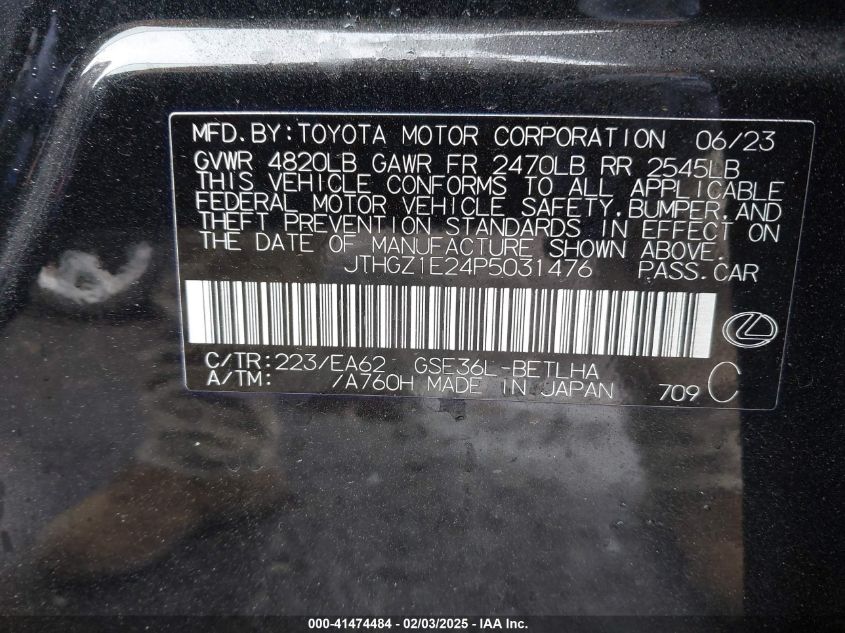 MFD.BY:TOYOTA MOTOR CORPORATION 06/23
GVWR 4820LB GAWR FR 2470LB RR 2545LB
THIS VEHICLE CONFORMS TO ALL APPLICABLE
FEDERAL MOTOR VEHICLE SAFETY,BUMPER,AND
THEFT PREVENTION STANDARDS IN EFFECT ON
THE DATE OF MANUFACTURE SHOWN ABOVE.
JTHGZ1E24P5031476 PASS.CAR
C/TR:223/EA62 GSE36L-BETLHA
A/TM: /A760H MADE IN JAPAN 709 C
000-41474484 - 02/03/2025 - IAA Inc.